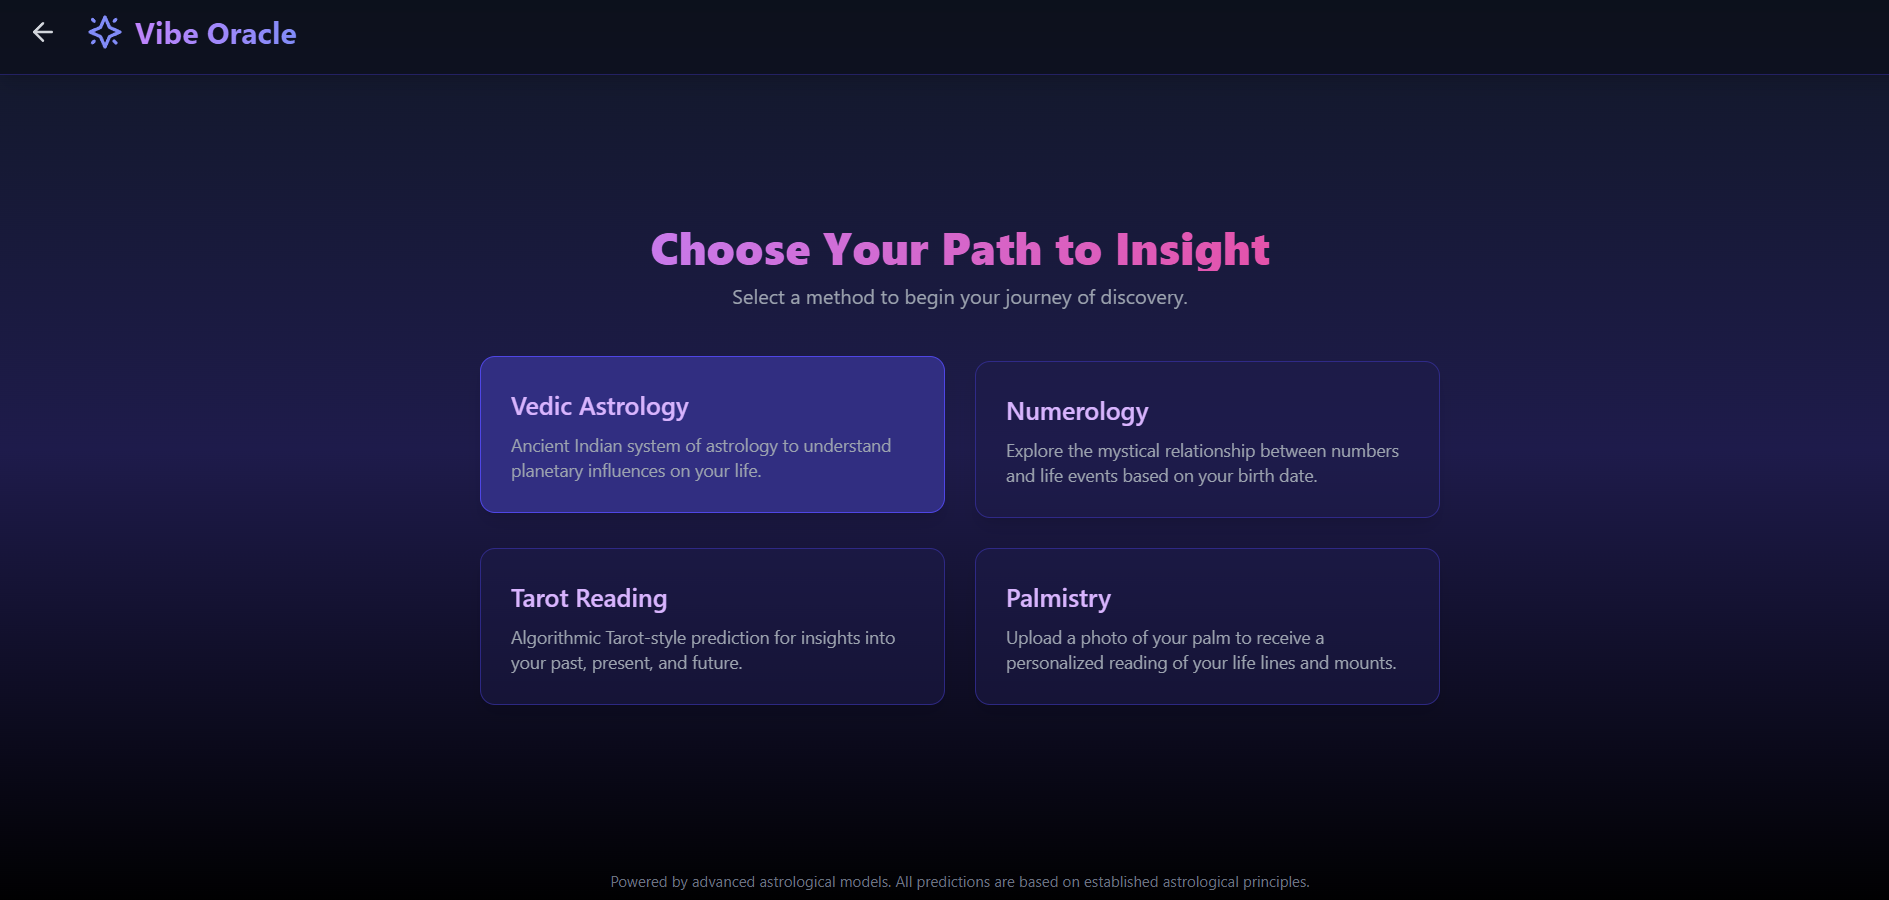 Vibe Oracle
Choose Your Path to Insight
Select a method to begin your journey of discovery.
Vedic Astrology
Ancient Indian system of astrology to understand
planetary influences on your life.
Numerology
Explore the mystical relationship between numbers
and life events based on your birth date.
Tarot Reading
Algorithmic Tarot-style prediction for insights into
your past, present, and future.
Palmistry
Upload a photo of your palm to receive a
personalized reading of your life lines and mounts.
Powered by advanced astrological models. All predictions are based on established astrological principles.